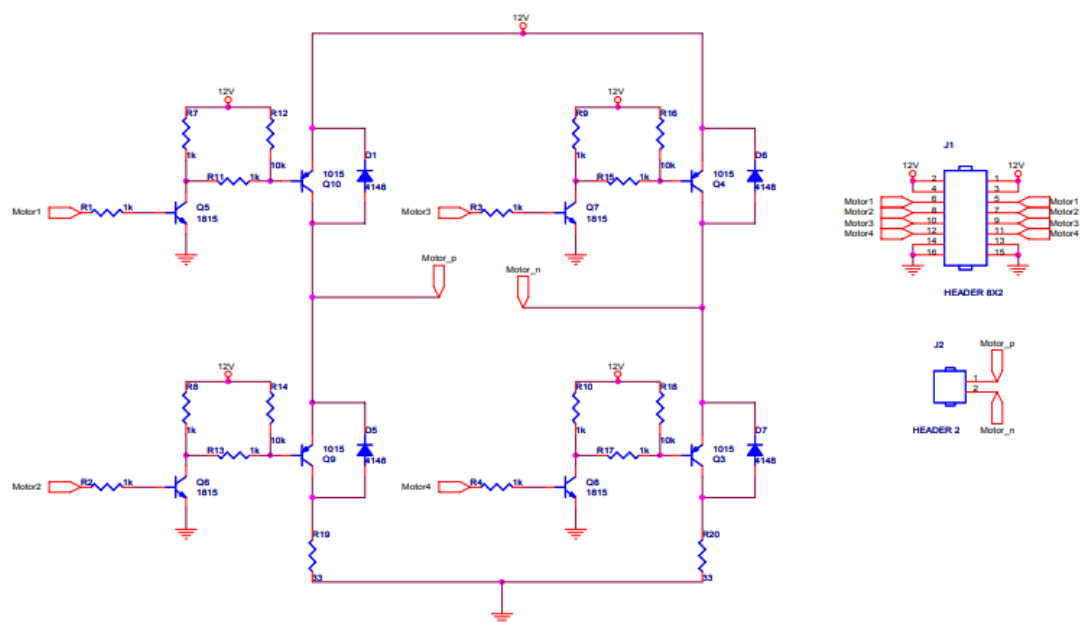 12V
12V
R7
R12
1k
10k
R11
1k
1015
Q10
D1
4148
Motor1
R1
1k
Q5
1815
12V
R9
R16
1k
10k
R15
1k
1015
Q4
D6
4148
Motor3
R3
1k
Q7
1815
Motor_p
Motor_n
12V
R8
R14
1k
10k
R13
1k
1015
Q9
D5
4148
Motor2
R2
1k
Q6
1815
R19
33
12V
R10
R18
1k
10k
R17
1k
1015
Q3
D7
4148
Motor4
R4
1k
Q8
1815
R20
33
J1
12V
12V
2 1
4 3
Motor1 6 5 Motor1
Motor2 8 7 Motor2
Motor3 10 9 Motor3
Motor4 12 11 Motor4
14 13
16 15
HEADER 8X2
J2
Motor_p
1
2
HEADER 2
Motor_n